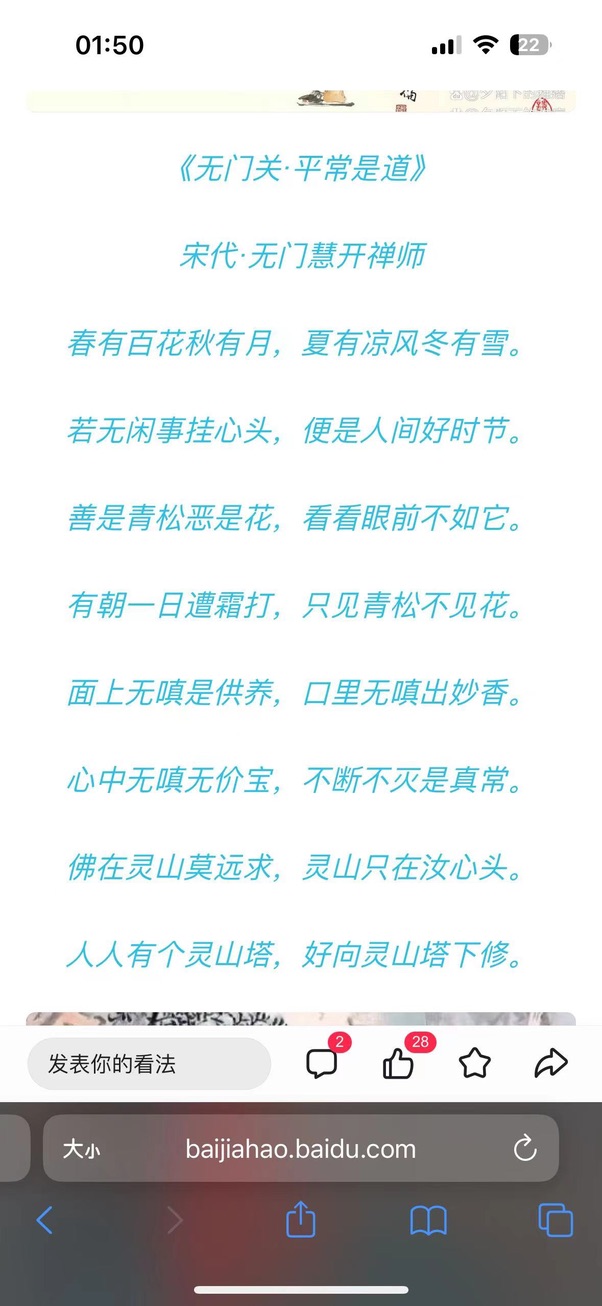 01:50
22
《无门关·平常是道》
宋代·无门慧开禅师
春有百花秋有月，夏有凉风冬有雪。
若无闲事挂心头，便是人间好时节。
善是青松恶是花，看看眼前不如它。
有朝一日遭霜打，只见青松不见花。
面上无嗔是供养，口里无嗔出妙香。
心中无嗔无价宝，不断不灭是真常。
佛在灵山莫远求，灵山只在汝心头。
人人有个灵山塔，好向灵山塔下修。
发表你的看法
2
28
大小
baijiahao.baidu.com